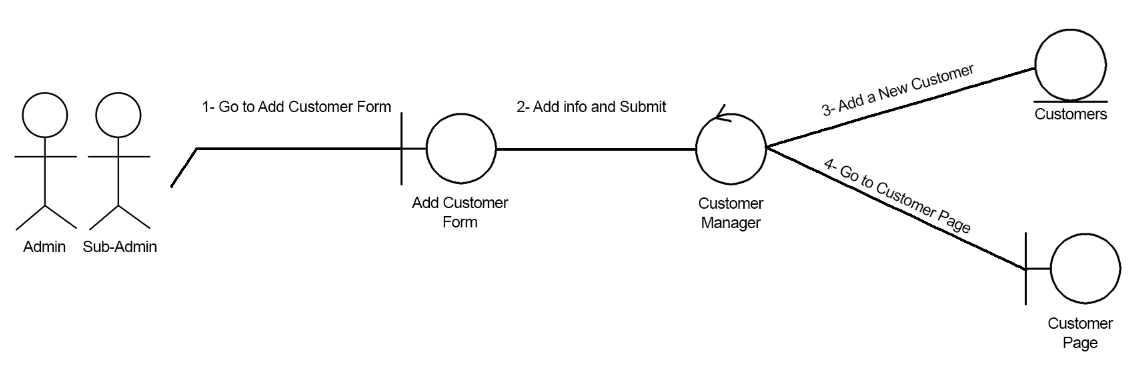 1- Go to Add Customer Form
2- Add info and Submit
3- Add a New Customer
Customers
4- Go to Customer Page
Add Customer
Form
Customer
Manager
Admin
Sub-Admin
Customer
Page